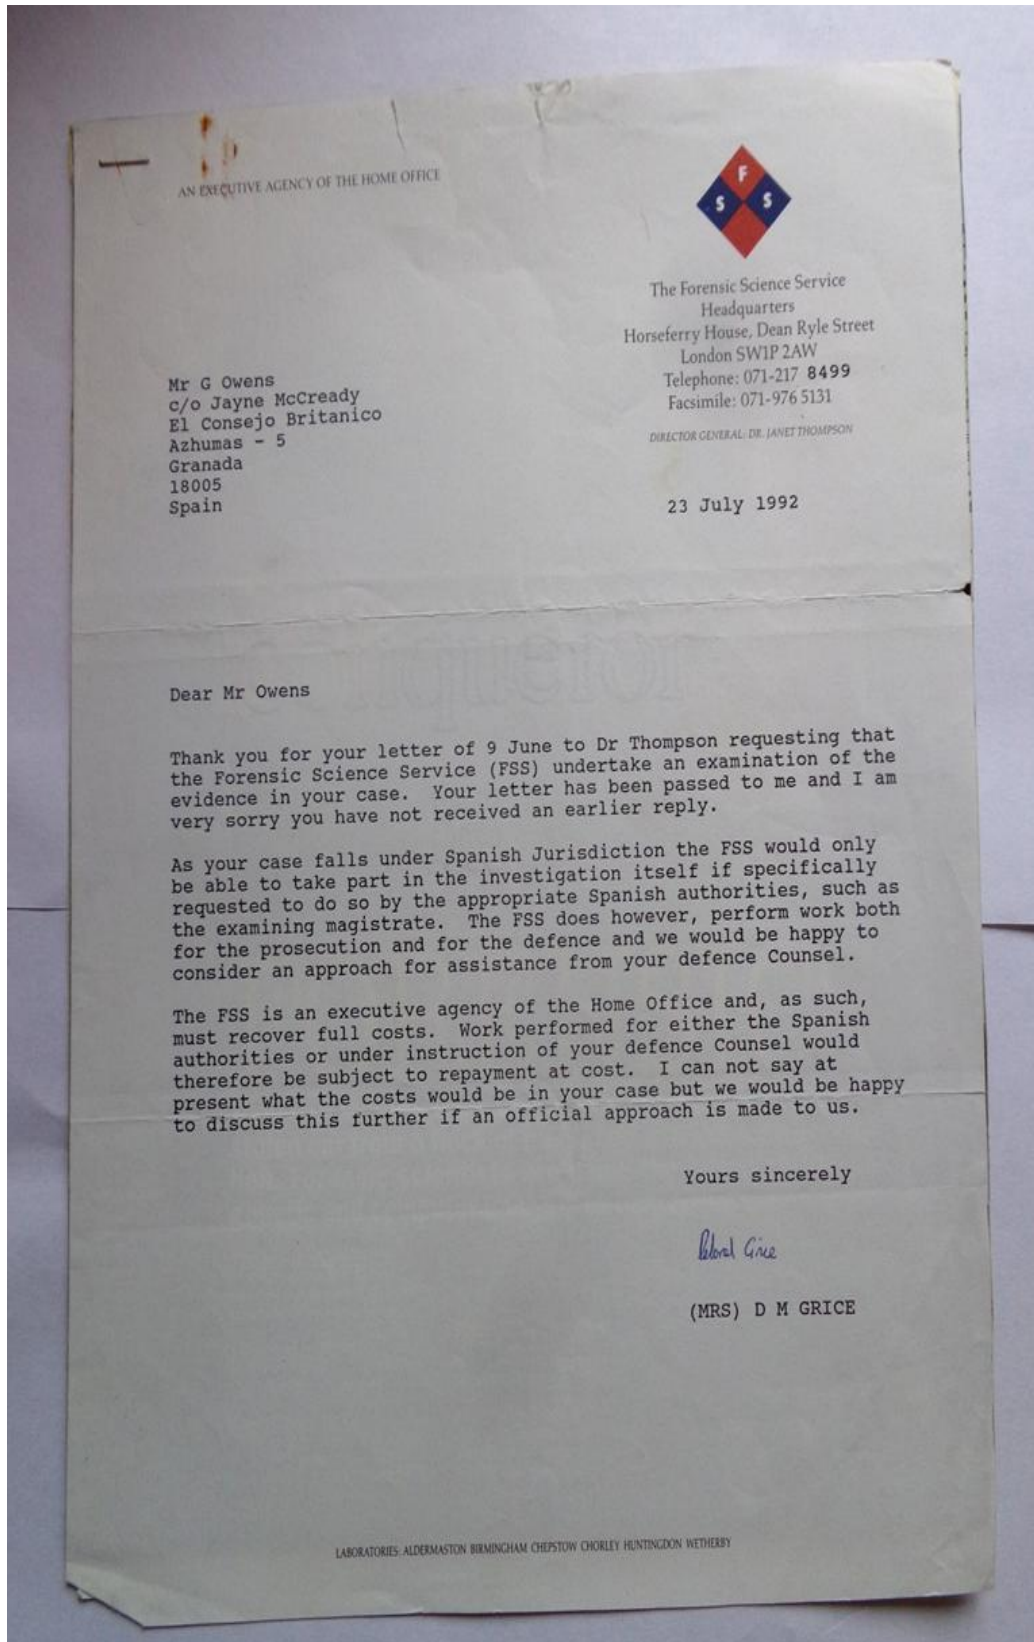 AN EXECUTIVE AGENCY OF THE HOME OFFICE
F
S S
The Forensic Science Service
Headquarters
Horseferry House, Dean Ryle Street
London SW1P 2AW
Telephone: 071-217 8499
Facsimile: 071-976 5131
DIRECTOR GENERAL: DR. JANET THOMPSON
Mr G Owens
c/o Jayne McCready
El Consejo Britanico
Azhumas - 5
Granada
18005
Spain
23 July 1992
Dear Mr Owens
Thank you for your letter of 9 June to Dr Thompson requesting that
the Forensic Science Service (FSS) undertake an examination of the
evidence in your case. Your letter has been passed to me and I am
very sorry you have not received an earlier reply.
As your case falls under Spanish Jurisdiction the FSS would only
be able to take part in the investigation itself if specifically
requested to do so by the appropriate Spanish authorities, such as
the examining magistrate. The FSS does however, perform work both
for the prosecution and for the defence and we would be happy to
consider an approach for assistance from your defence Counsel.
The FSS is an executive agency of the Home Office and, as such,
must recover full costs. Work performed for either the Spanish
authorities or under instruction of your defence Counsel would
therefore be subject to repayment at cost. I can not say at
present what the costs would be in your case but we would be happy
to discuss this further if an official approach is made to us.
Yours sincerely
Grice
(MRS) D M GRICE
LABORATORIES: ALDERMASTON BIRMINGHAM CHEPSTOW CHORLEY HUNTINGDON WETHERBY